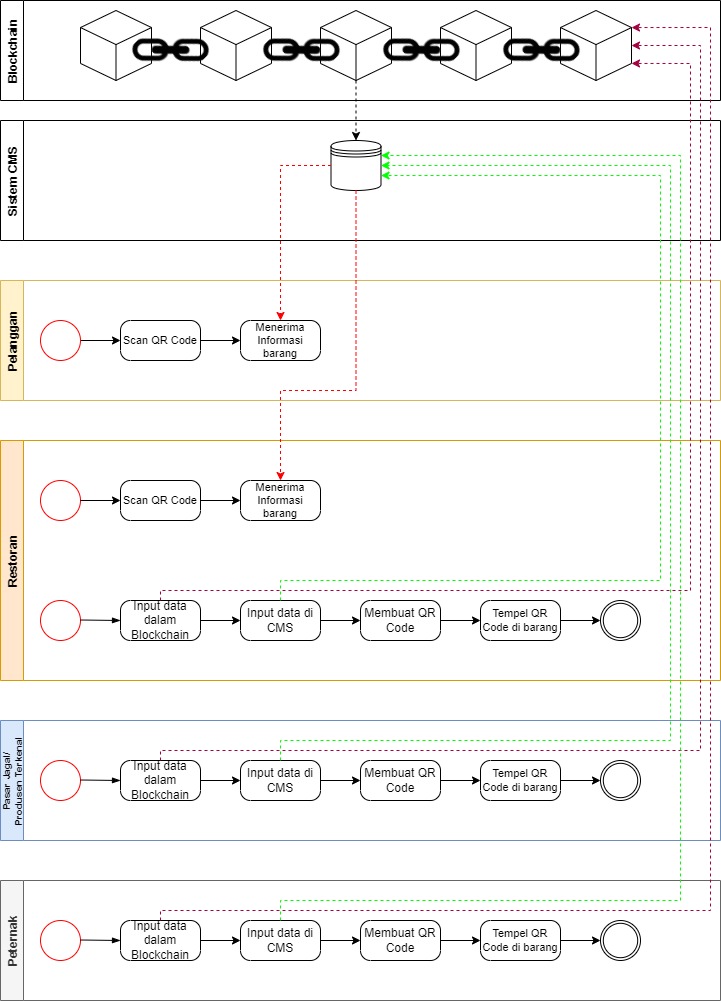 Blockchain
Sistem CMS
Pelanggan
Scan QR Code
Menerima
Informasi
barang
Restoran
Scan QR Code
Menerima
Informasi
barang
Input data
dalam
Blockchain
Input data di
CMS
Membuat QR
Code
Tempel QR
Code di barang
Pasar Jagal/
Produsen Terkenal
Input data
dalam
Blockchain
Input data di
CMS
Membuat QR
Code
Tempel QR
Code di barang
Peternak
Input data
dalam
Blockchain
Input data di
CMS
Membuat QR
Code
Tempel QR
Code di barang